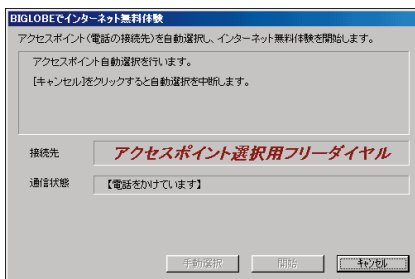 BIGLOBEでインターネット無料体験
アクセスポイント(電話の接続先)を自動選択し、インターネット無料体験を開始します。
アクセスポイント自動選択を行います。
[キャンセル]をクリックすると自動選択を中断します。
接続先 アクセスポイント選択用フリーダイヤル
通信状態 【電話をかけています】
手動選択 開始 キャンセル